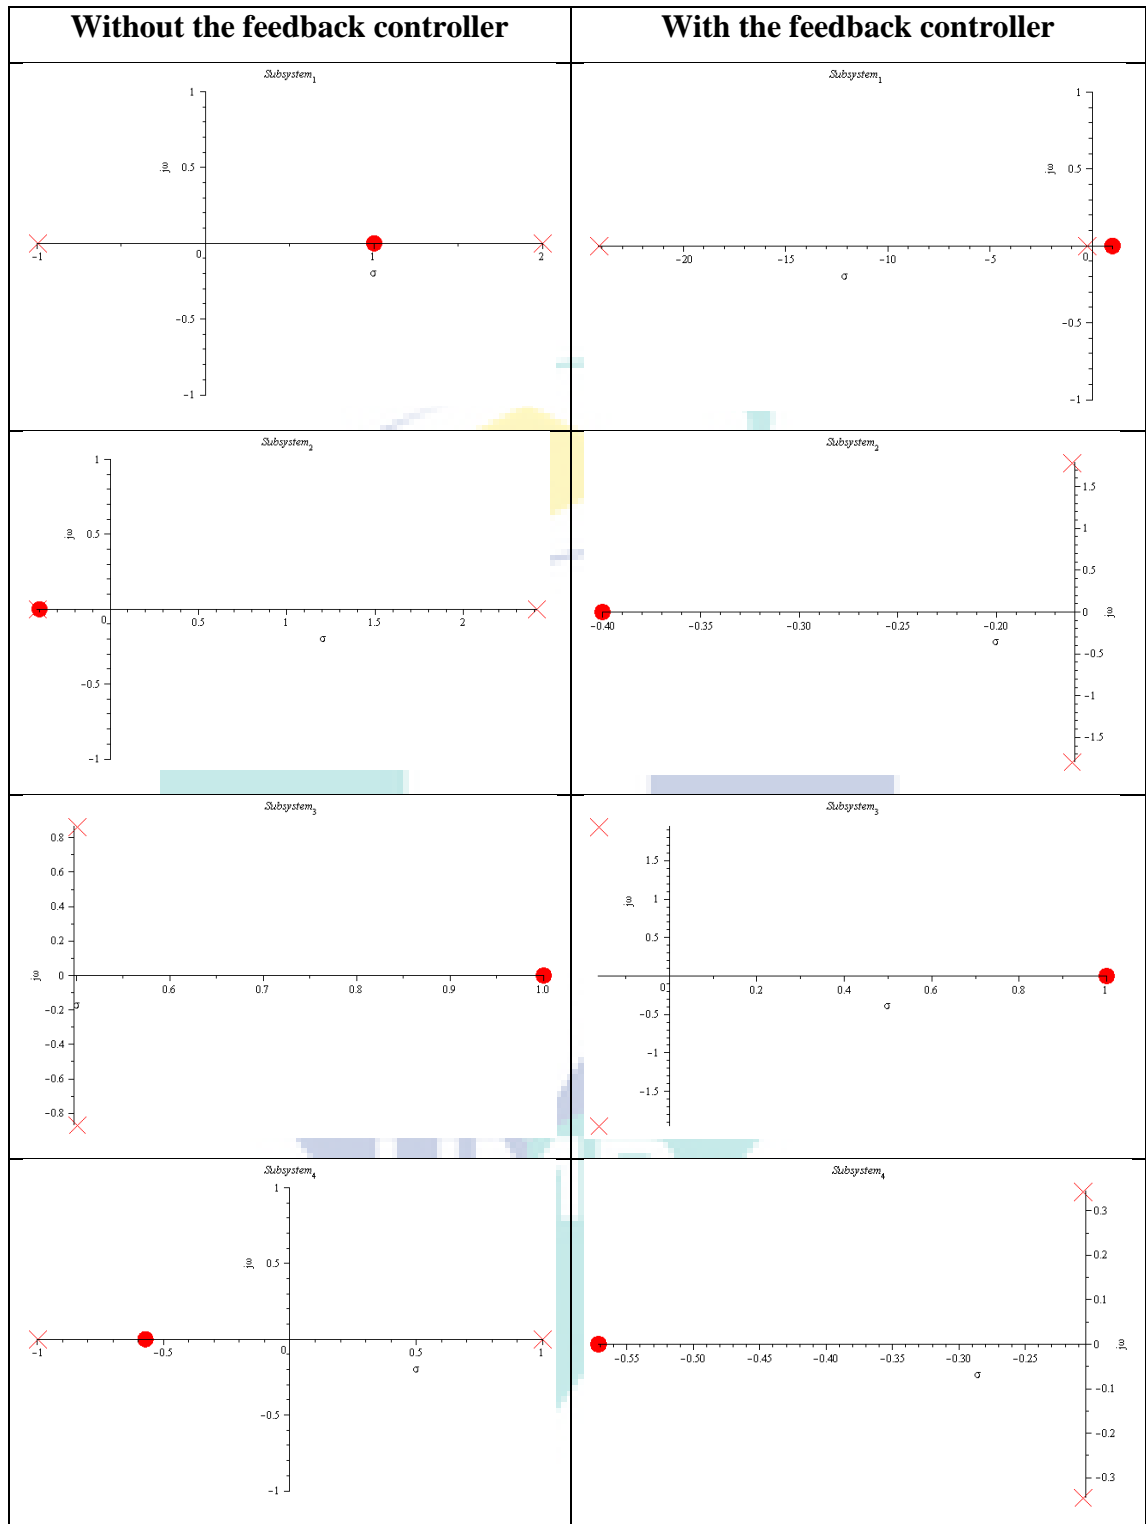 Without the feedback controller
With the feedback controller
Subsystem1
1
jω 0.5
-1 0 1 2
σ
-0.5
-1
Subsystem1
1
jω 0.5
-20 -15 -10 -5 0
σ
-0.5
-1
Subsystem2
1
jω 0.5
0 0.5 1 1.5 2
σ
-0.5
-1
Subsystem2
1.5
1
0.5
0 jω
-0.40 -0.35 -0.30 -0.25 -0.20
σ
-0.5
-1
-1.5
Subsystem3
0.8
0.6
0.4
0.2
jω 0
0.6 0.7 0.8 0.9 1.0
σ
-0.2
-0.4
-0.6
-0.8
Subsystem3
1.5
jω 1
0.5
0 0.2 0.4 0.6 0.8 1
σ
-0.5
-1
-1.5
Subsystem4
1
jω 0.5
-1 -0.5 0 0.5 1
σ
-0.5
-1
Subsystem4
0.3
0.2
0.1
0 jω
-0.55 -0.50 -0.45 -0.40 -0.35 -0.30 -0.25
σ
-0.1
-0.2
-0.3